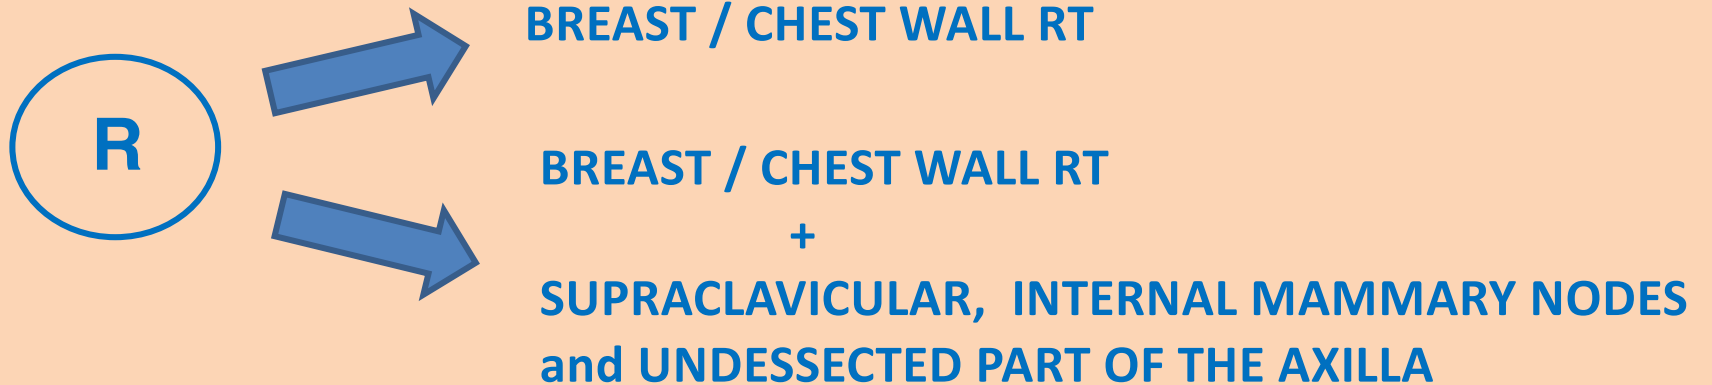 BREAST / CHEST WALL RT
R
BREAST / CHEST WALL RT
+
SUPRACLAVICULAR, INTERNAL MAMMARY NODES
and UNDESSECTED PART OF THE AXILLA